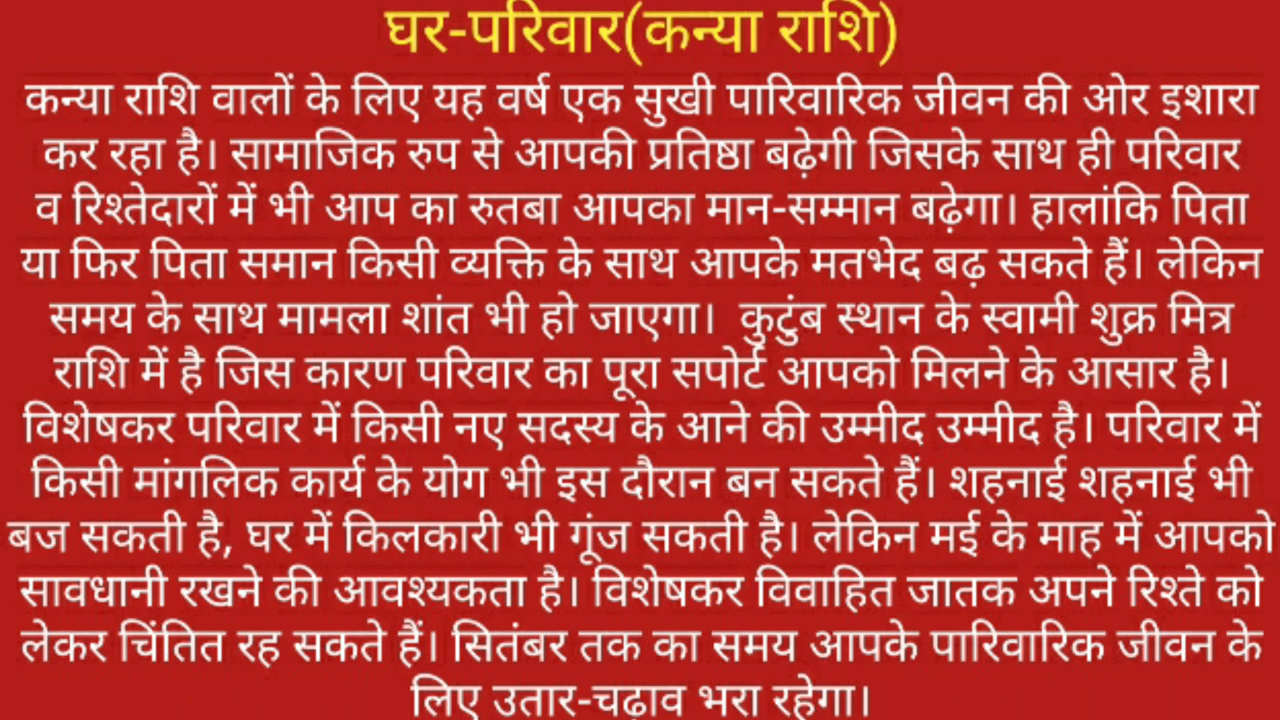 घर-परिवार(कन्या राशि)
कन्या राशि वालों के लिए यह वर्ष एक सुखी पारिवारिक जीवन की ओर इशारा
कर रहा है। सामाजिक रुप से आपकी प्रतिष्ठा बढ़ेगी जिसके साथ ही परिवार
व रिश्तेदारों में भी आप का रुतबा आपका मान-सम्मान बढ़ेगा। हालांकि पिता
या फिर पिता समान किसी व्यक्ति के साथ आपके मतभेद बढ़ सकते हैं। लेकिन
समय के साथ मामला शांत भी हो जाएगा। कुटुंब स्थान के स्वामी शुक्र मित्र
राशि में है जिस कारण परिवार का पूरा सपोर्ट आपको मिलने के आसार है।
विशेषकर परिवार में किसी नए सदस्य के आने की उम्मीद उम्मीद है। परिवार में
किसी मांगलिक कार्य के योग भी इस दौरान बन सकते हैं। शहनाई शहनाई भी
बज सकती है, घर में किलकारी भी गूंज सकती है। लेकिन मई के माह में आपको
सावधानी रखने की आवश्यकता है। विशेषकर विवाहित जातक अपने रिश्ते को
लेकर चिंतित रह सकते हैं। सितंबर तक का समय आपके पारिवारिक जीवन के
लिए उतार-चढ़ाव भरा रहेगा।